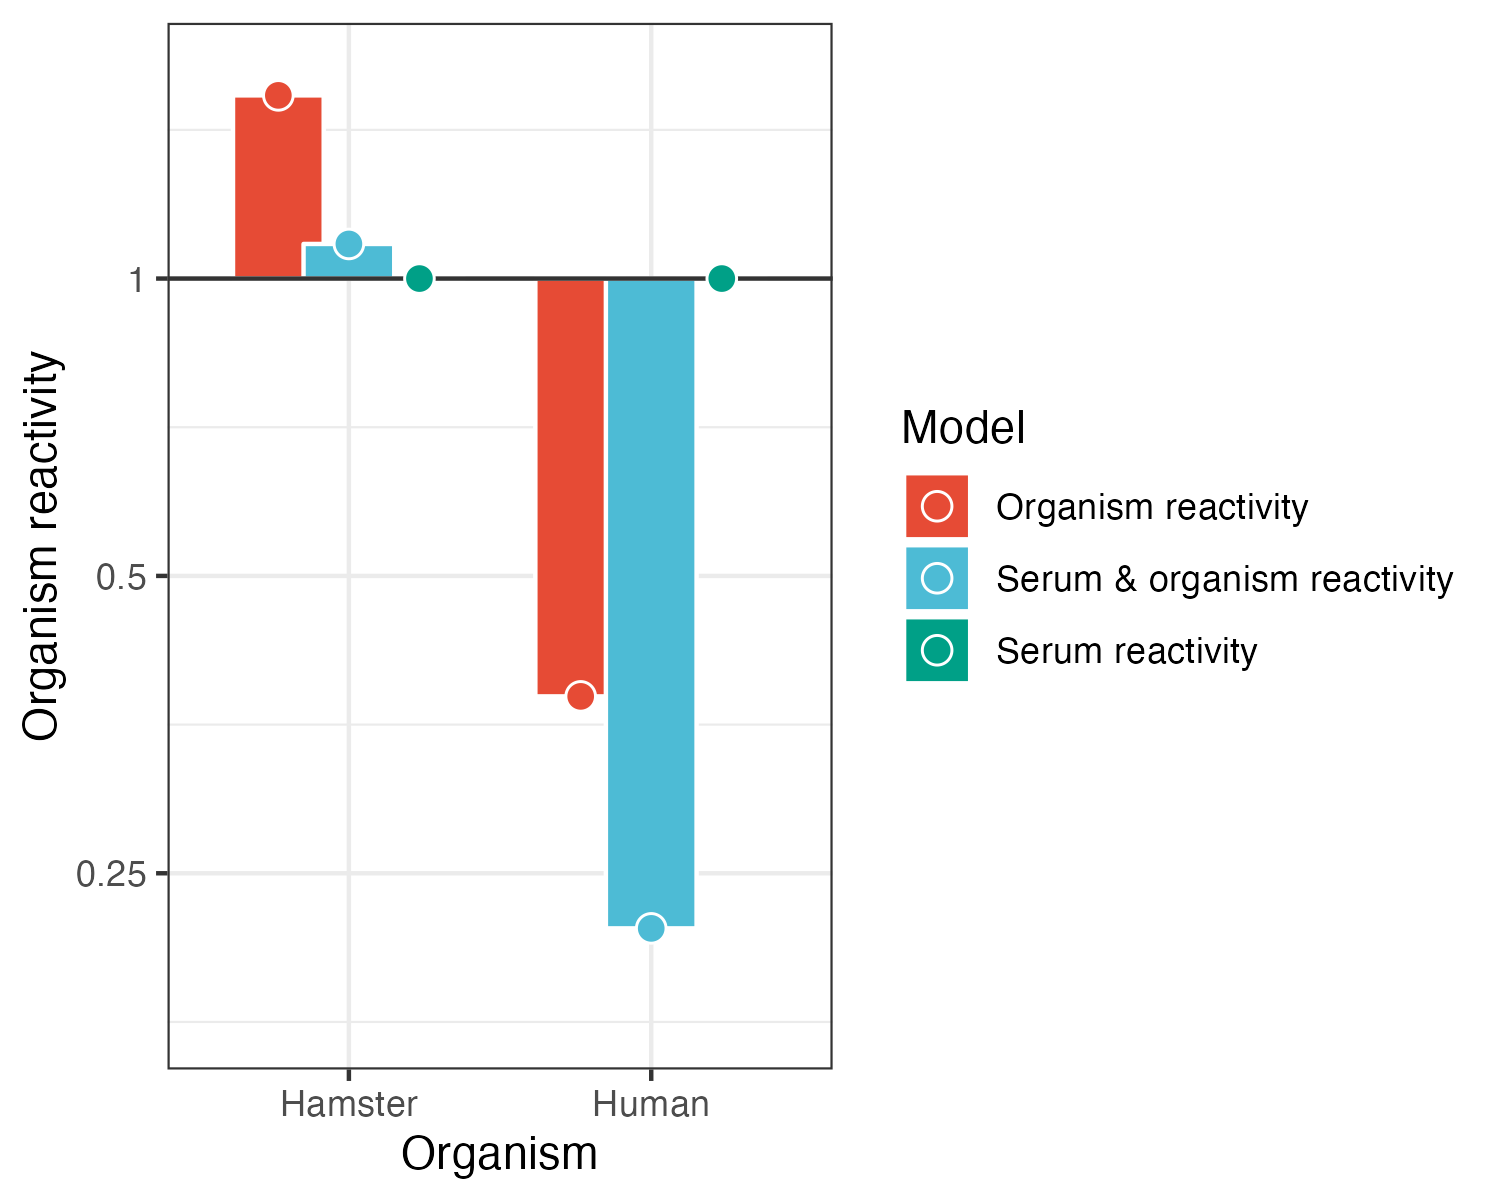 Organism reactivity
1
0.5
0.25
Hamster
Human
Organism
Model
Organism reactivity
Serum & organism reactivity
Serum reactivity